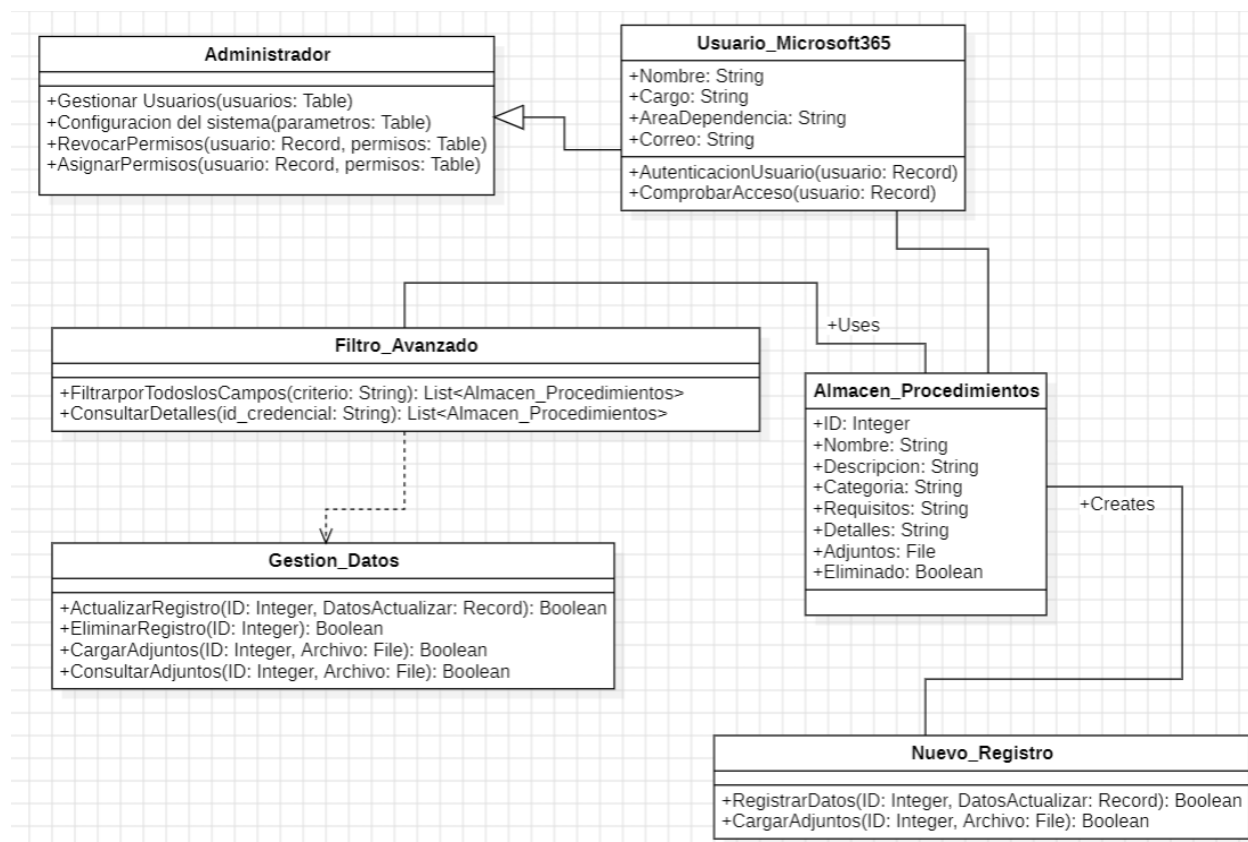 Administrador
+Gestionar Usuarios(usuarios: Table)
+Configuracion del sistema(parametros: Table)
+RevocarPermisos(usuario: Record, permisos: Table)
+AsignarPermisos(usuario: Record, permisos: Table)
Usuario_Microsoft365
+Nombre: String
+Cargo: String
+AreaDependencia: String
+Correo: String
+AutenticacionUsuario(usuario: Record)
+ComprobarAcceso(usuario: Record)
+Uses
Filtro_Avanzado
+FiltrarporTodoslosCampos(criterio: String): List<Almacen_Procedimientos>
+ConsultarDetalles(id_credencial: String): List<Almacen_Procedimientos>
Almacen_Procedimientos
+ID: Integer
+Nombre: String
+Descripcion: String
+Categoria: String
+Requisitos: String
+Detalles: String
+Adjuntos: File
+Eliminado: Boolean
+Creates
Gestion_Datos
+ActualizarRegistro(ID: Integer, DatosActualizar: Record): Boolean
+EliminarRegistro(ID: Integer): Boolean
+CargarAdjuntos(ID: Integer, Archivo: File): Boolean
+ConsultarAdjuntos(ID: Integer, Archivo: File): Boolean
Nuevo_Registro
+RegistrarDatos(ID: Integer, DatosActualizar: Record): Boolean
+CargarAdjuntos(ID: Integer, Archivo: File): Boolean